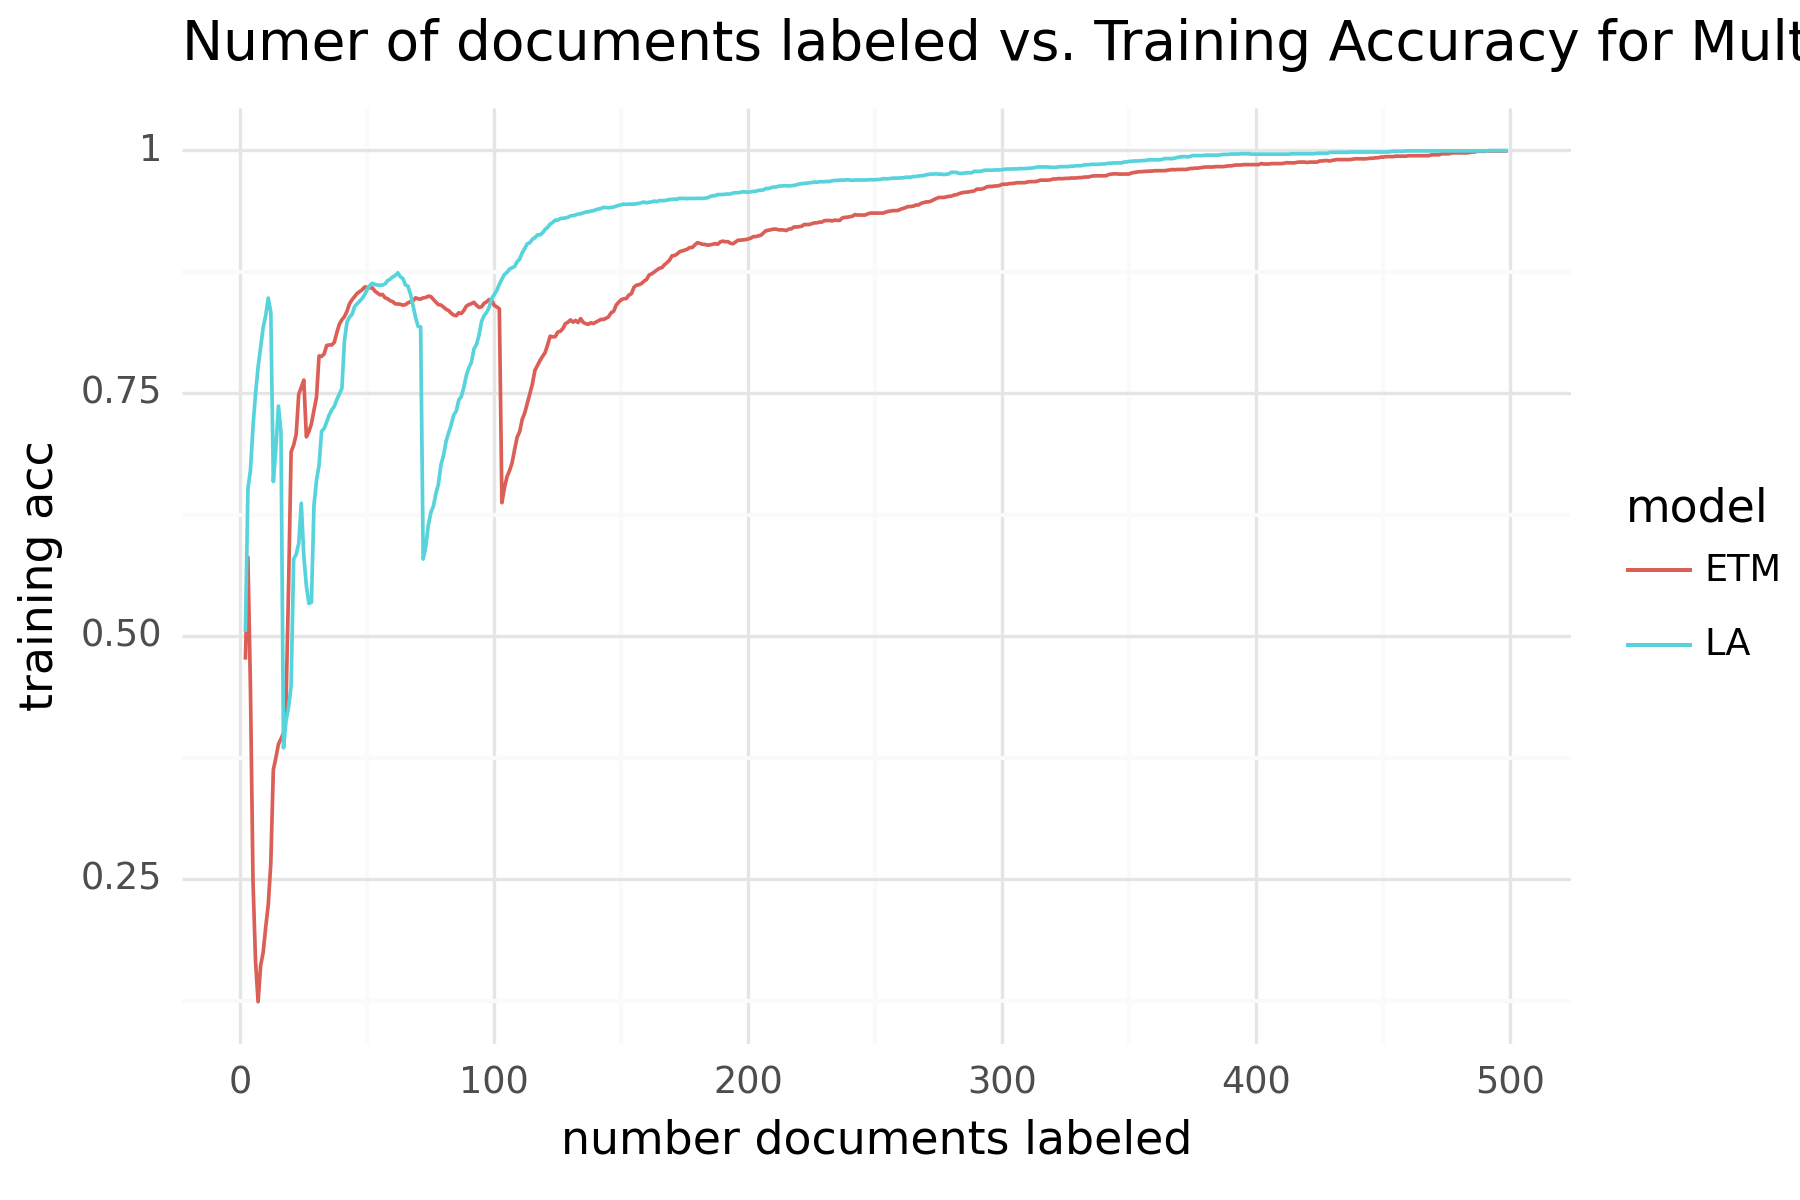 Numer of documents labeled vs. Training Accuracy for Mult
1
0.75
0.50
0.25
training acc
0 100 200 300 400 500
number documents labeled
model
ETM
LA